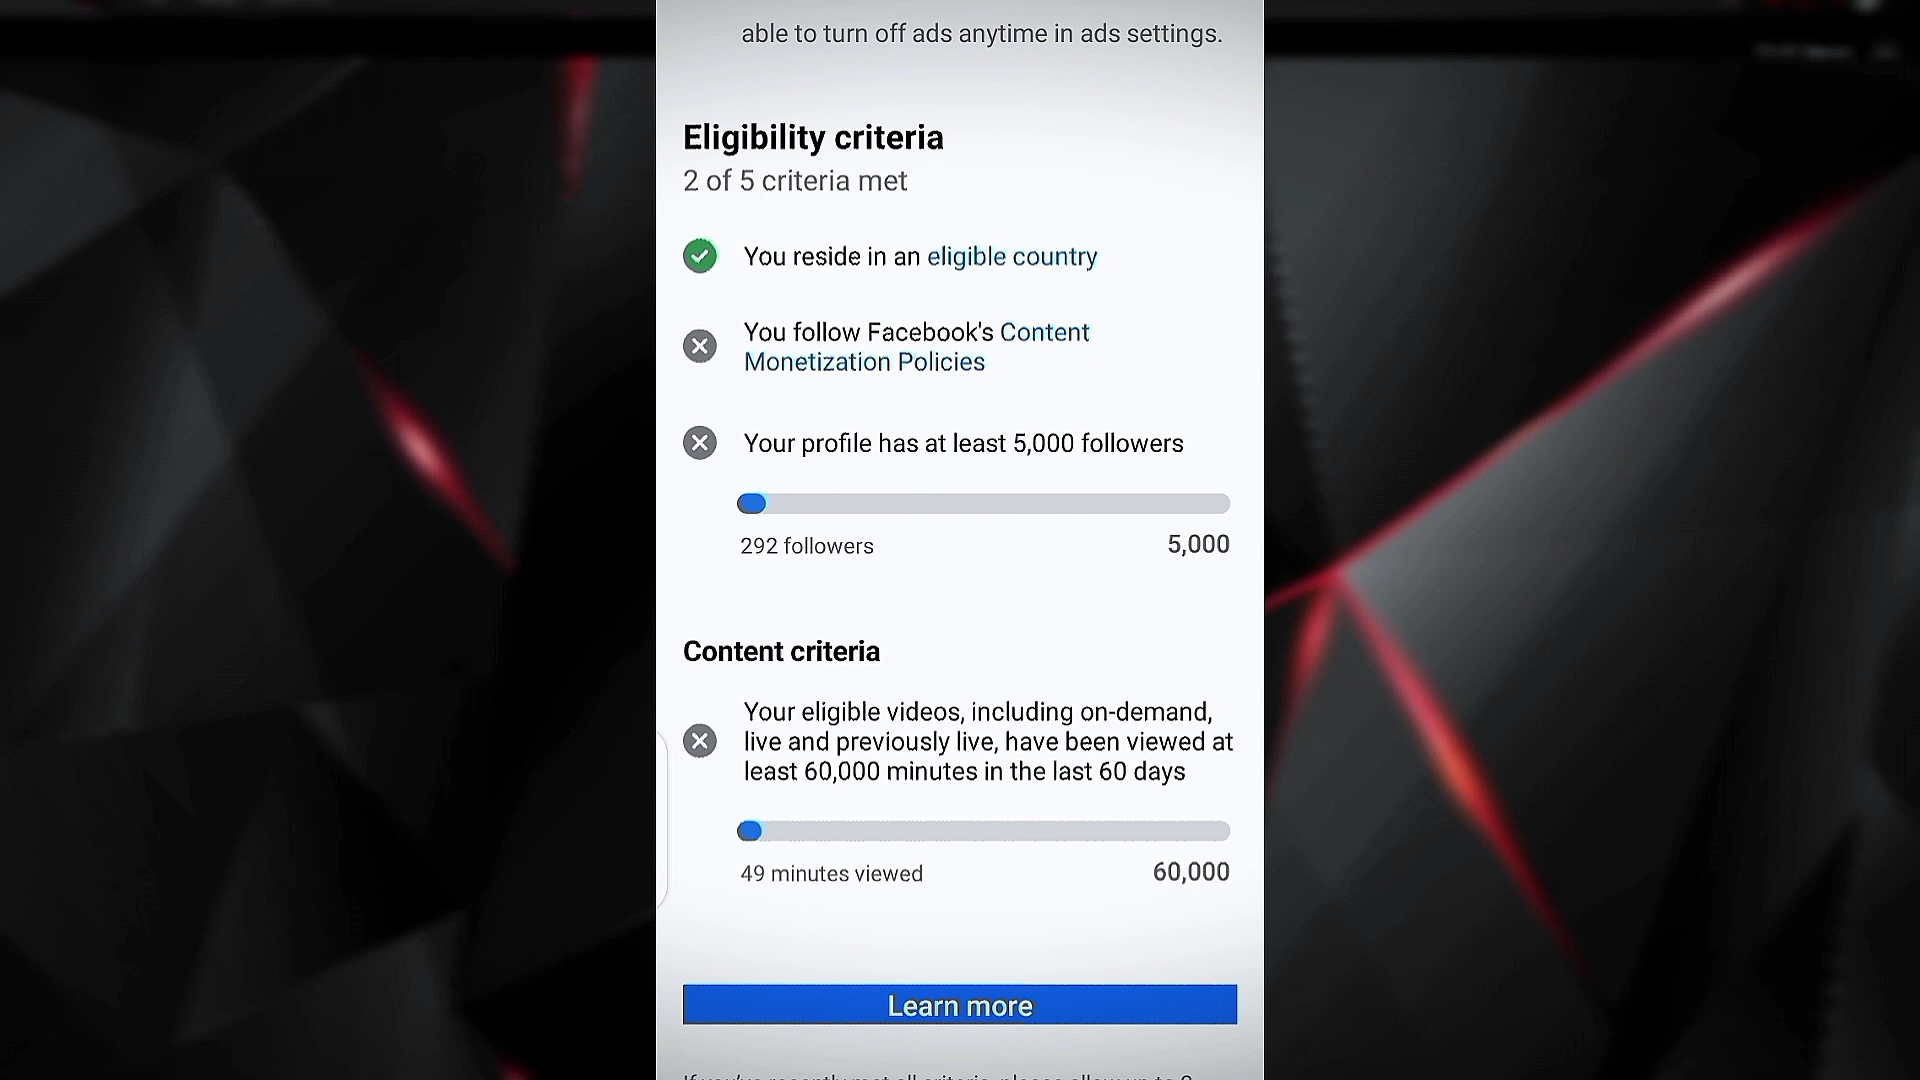 able to turn off ads anytime in ads settings.
Eligibility criteria
2 of 5 criteria met
You reside in an eligible country
You follow Facebook's Content
Monetization Policies
Your profile has at least 5,000 followers
292 followers
5,000
Content criteria
Your eligible videos, including on-demand,
live and previously live, have been viewed at
least 60,000 minutes in the last 60 days
49 minutes viewed
60,000
Learn more